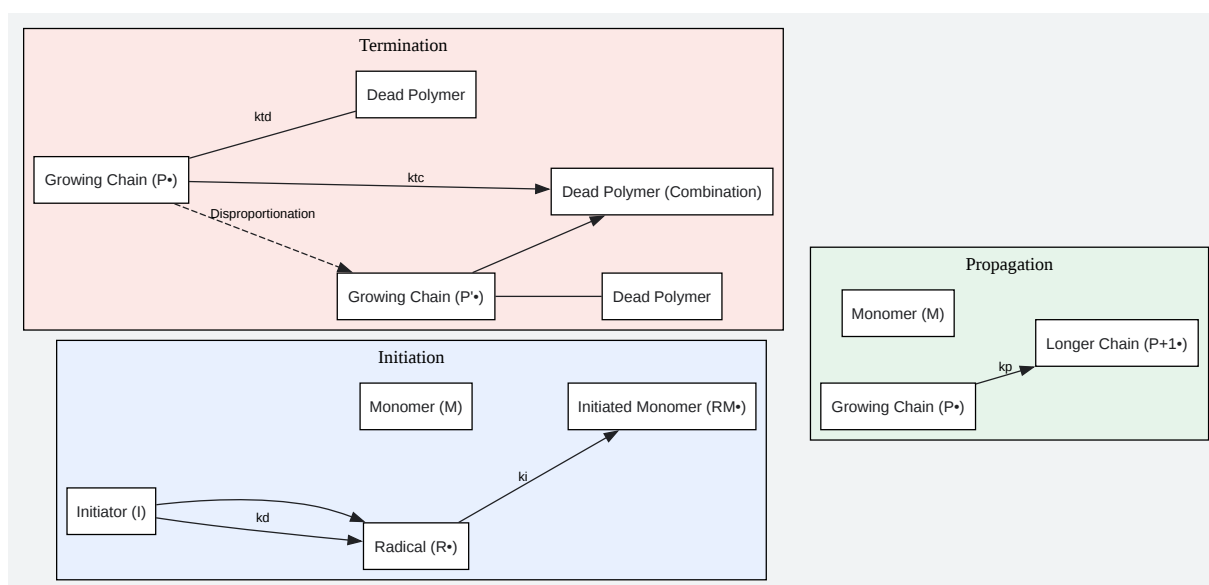 Termination
Dead Polymer
ktd
Growing Chain (P•)
ktc
Dead Polymer (Combination)
Disproportionation
Growing Chain (P'•)
Dead Polymer
Initiation
Monomer (M)
Initiated Monomer (RM•)
ki
Initiator (I)
kd
Radical (R•)
Propagation
Monomer (M)
Longer Chain (P+1•)
kp
Growing Chain (P•)